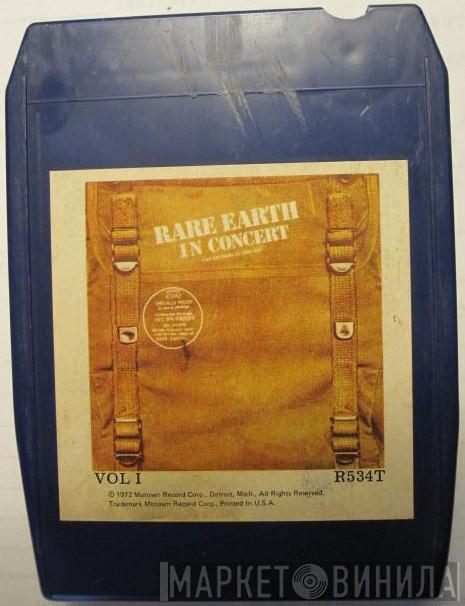 RARE EARTH
IN CONCERT
VOL I
R534T
℗ 1972 Motown Record Corp., Detroit, Mich., All Rights Reserved,
Trademark Motown Record Corp., Printed In U.S.A.
МАРКЕТ ВИНИЛА